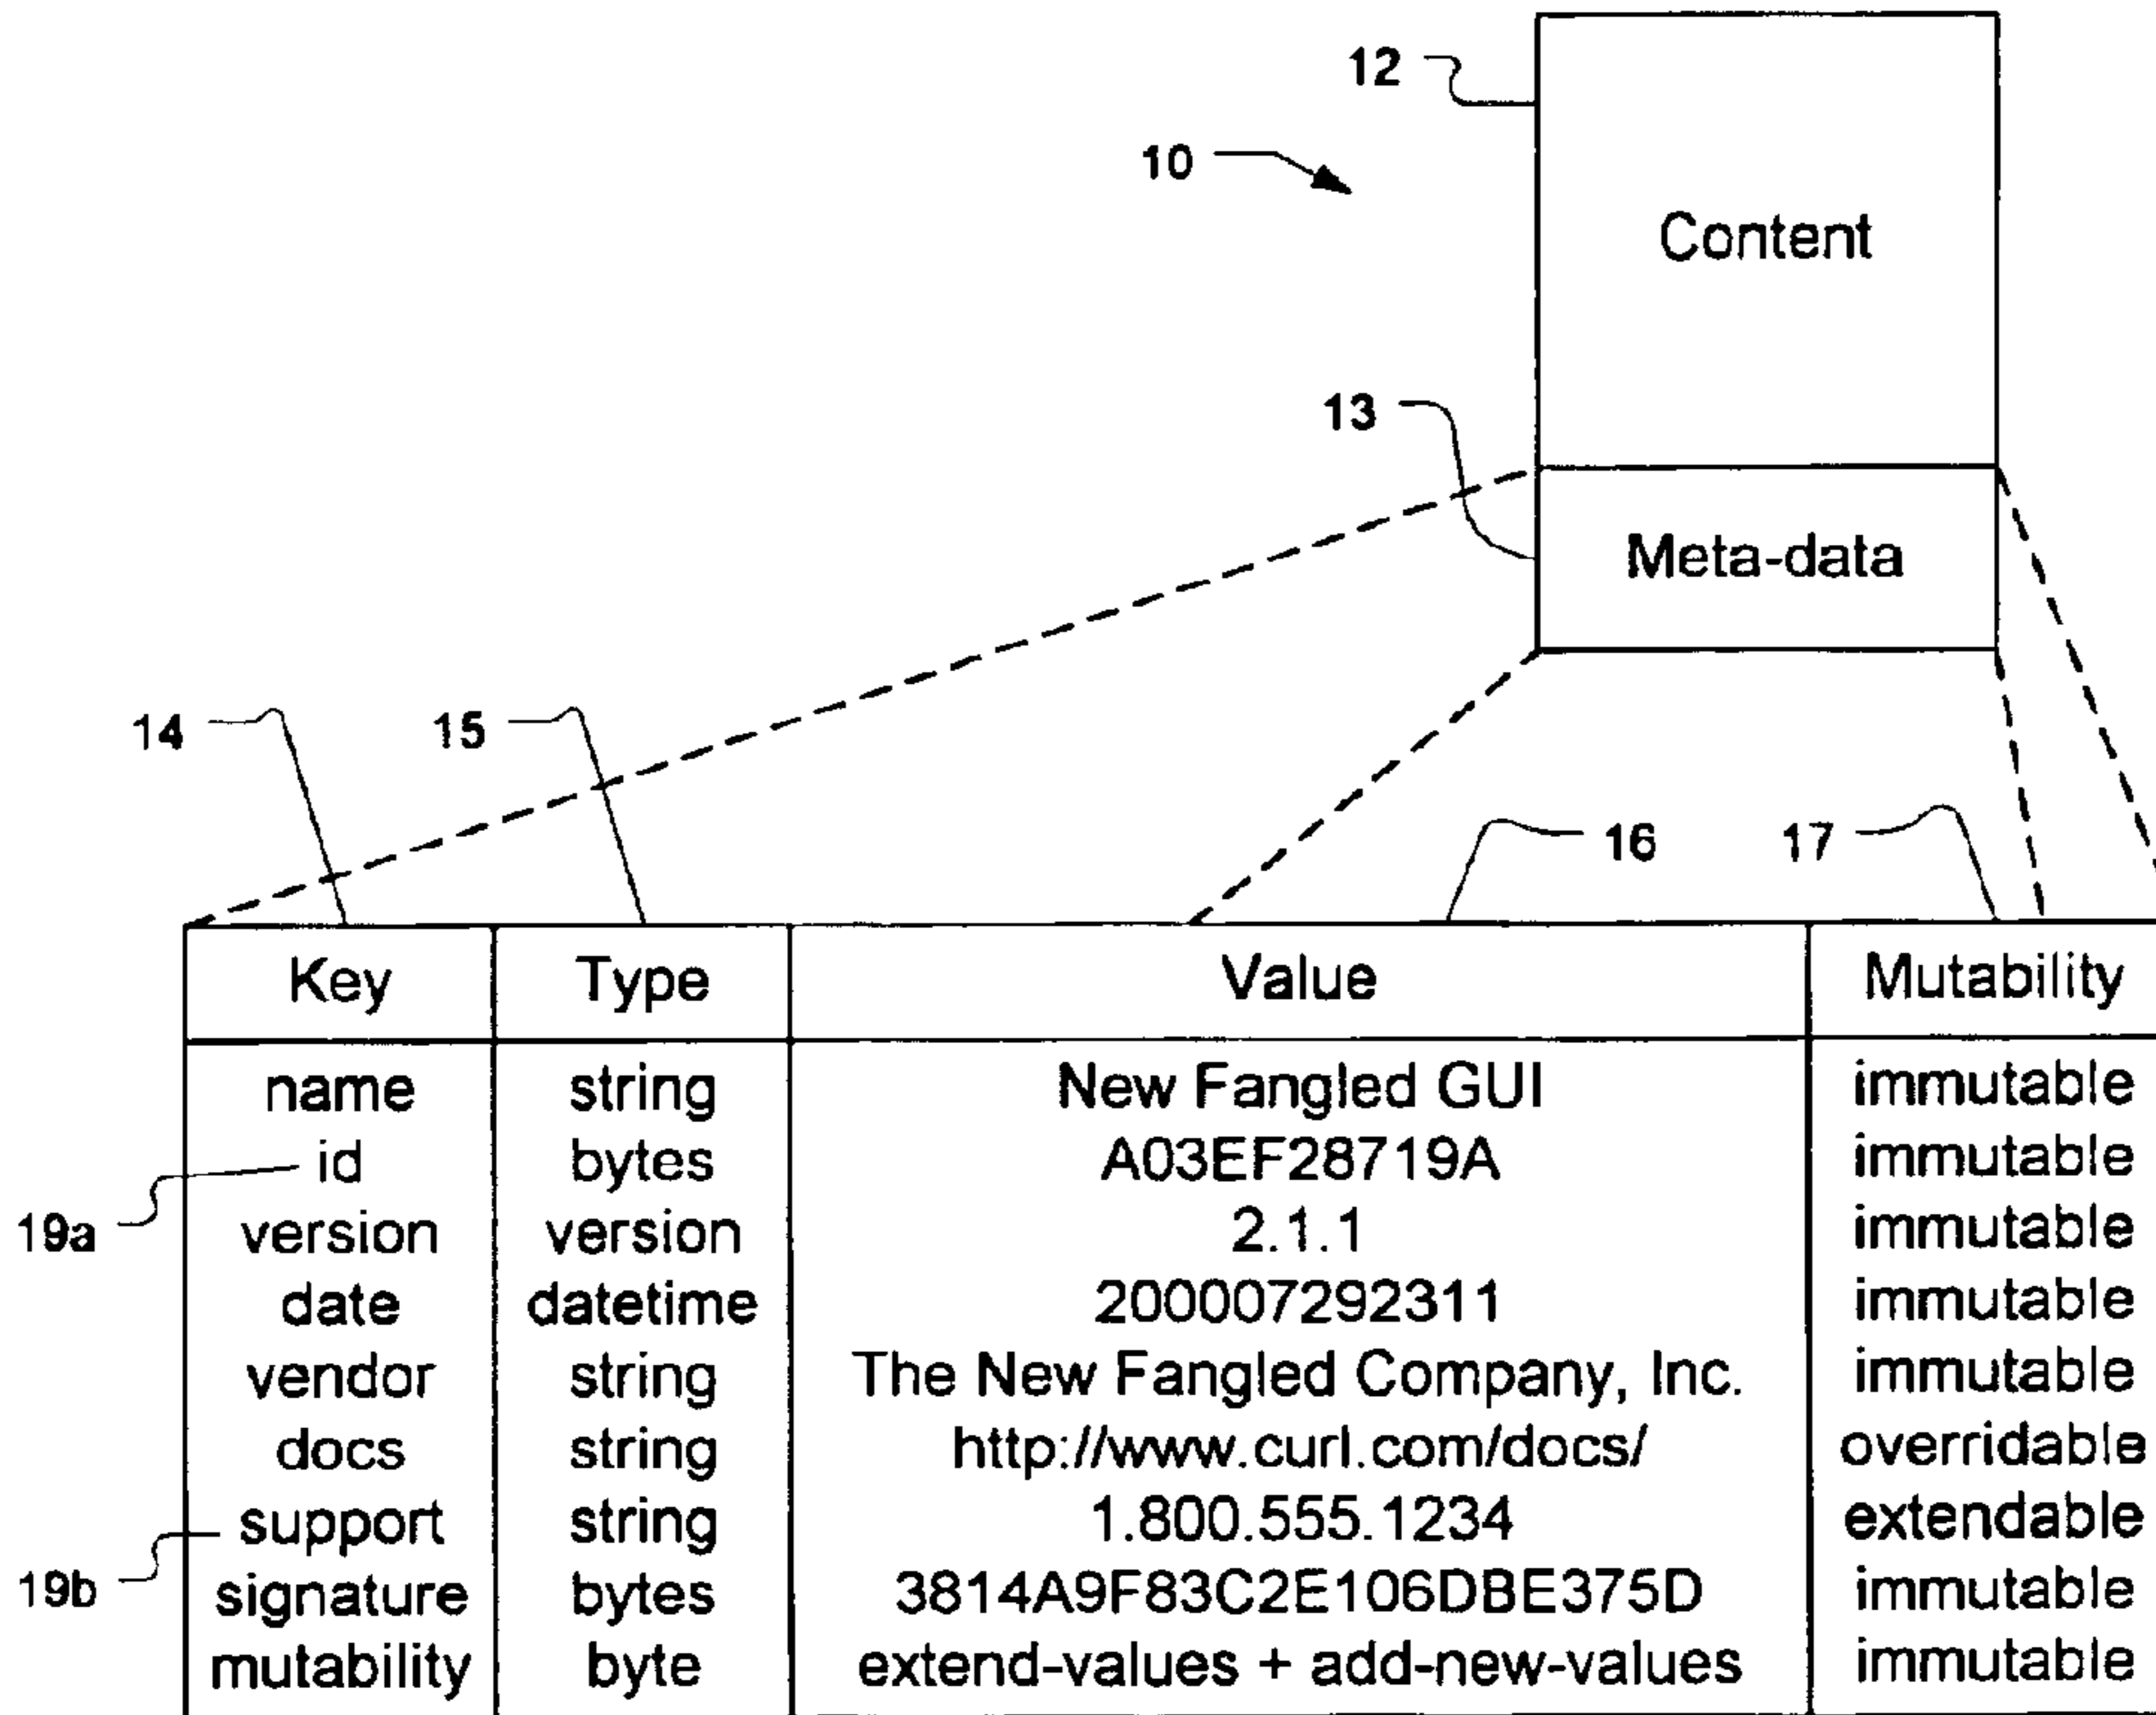 12
10
Content
13
Meta-data
14 15
16 17
Key Type Value Mutability
name string New Fangled GUI immutable
id bytes A03EF28719A immutable
19a
version version 2.1.1 immutable
date datetime 200007292311 immutable
vendor string The New Fangled Company, Inc. immutable
docs string http://www.curl.com/docs/ overridable
support string 1.800.555.1234 extendable
19b
signature bytes 3814A9F83C2E106DBE375D immutable
mutability byte extend-values + add-new-values immutable